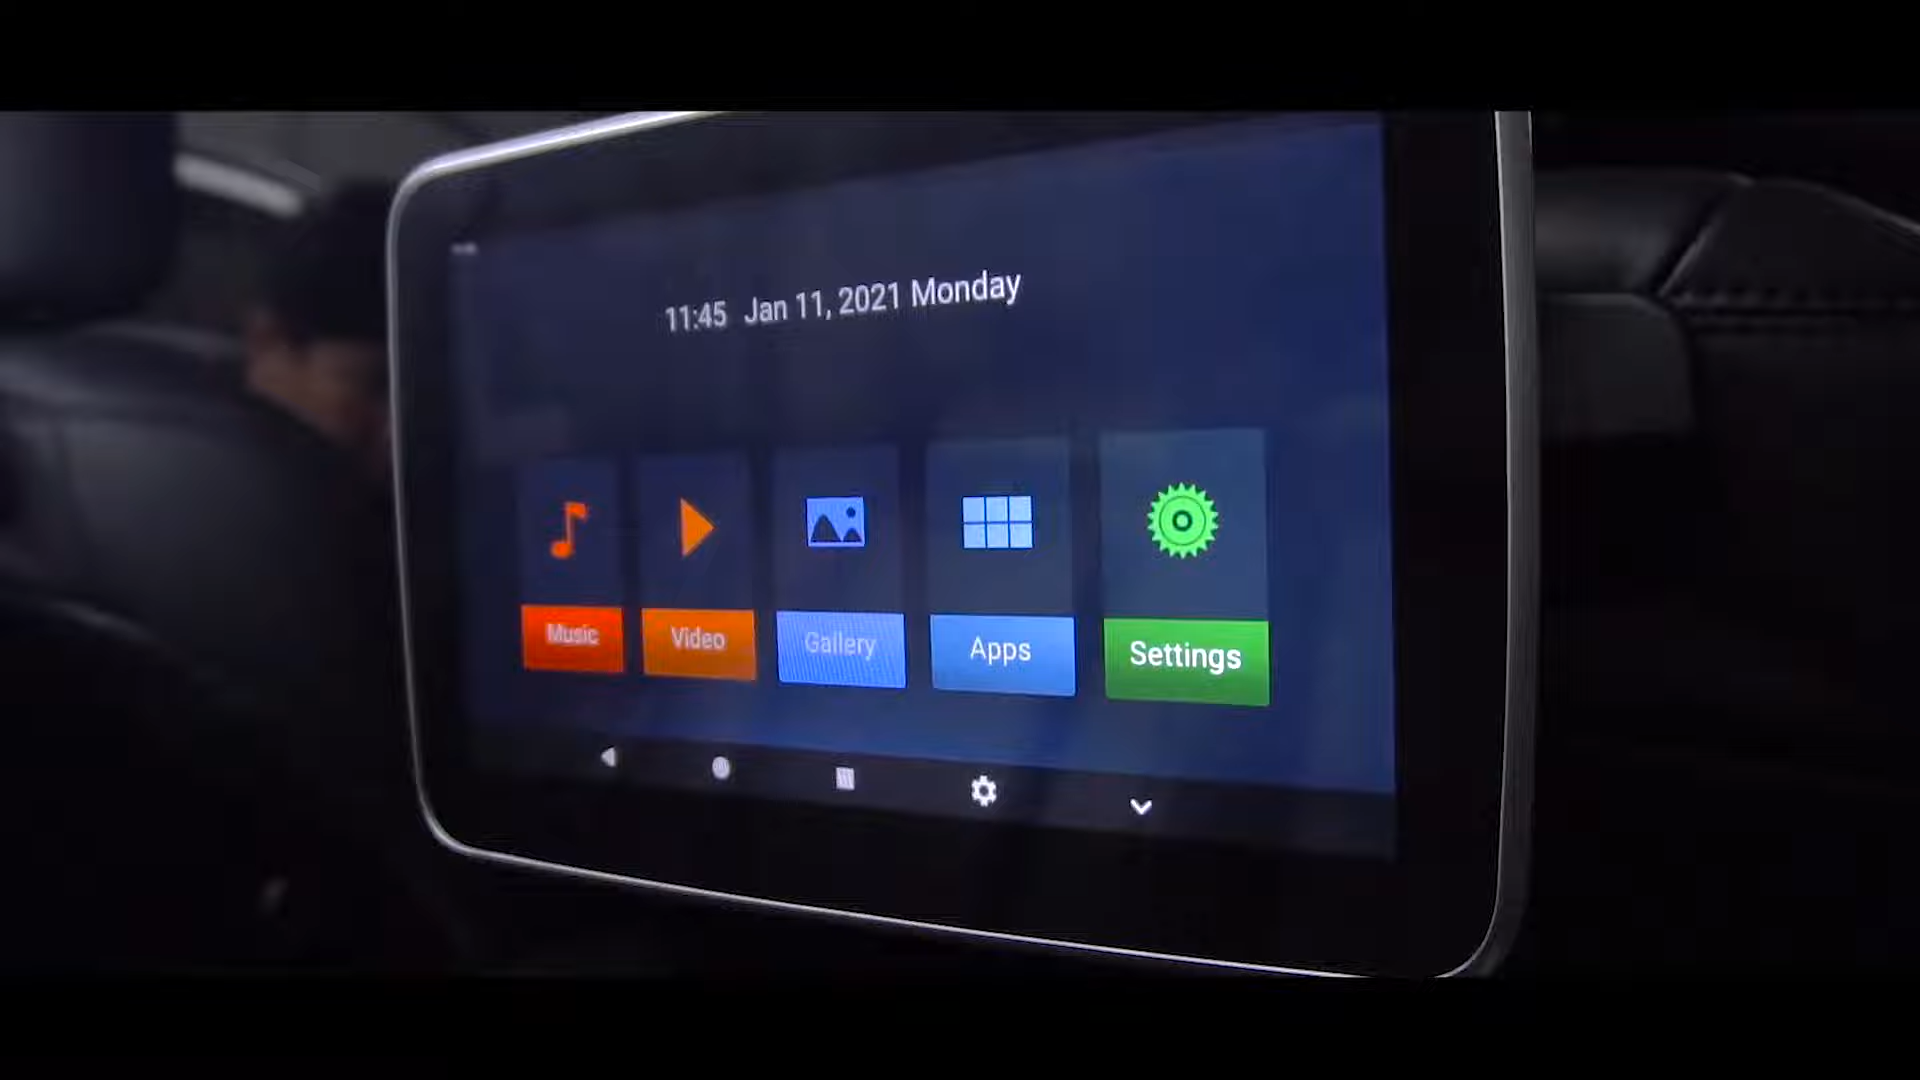 11:45 Jan 11, 2021 Monday
Music Video Gallery Apps Settings